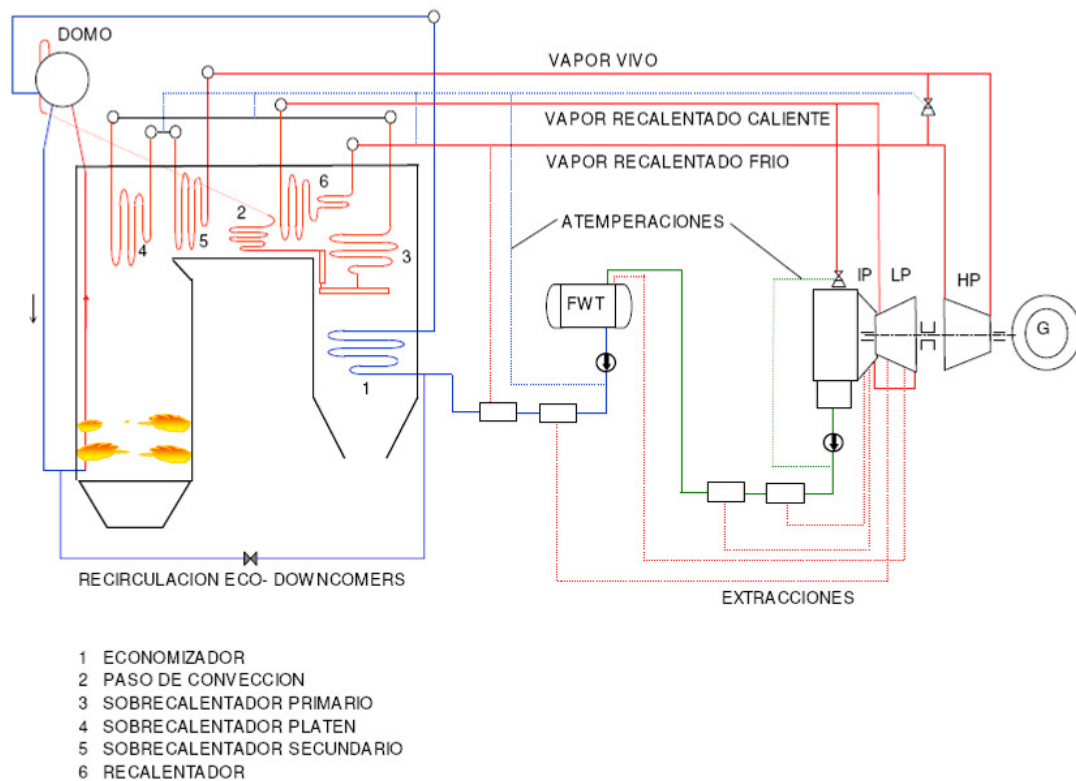 DOMO
VAPOR VIVO
VAPOR RECALENTADO CALIENTE
VAPOR RECALENTADO FRIO
6
2
4
5
3
ATEMPERACIONES
FWT
IP LP HP
G
1
RECIRCULACION ECO- DOWNCOMERS
EXTRACCIONES
1 ECONOMIZADOR
2 PASO DE CONVECCION
3 SOBRECALENTADOR PRIMARIO
4 SOBRECALENTADOR PLATEN
5 SOBRECALENTADOR SECUNDARIO
6 RECALENTADOR